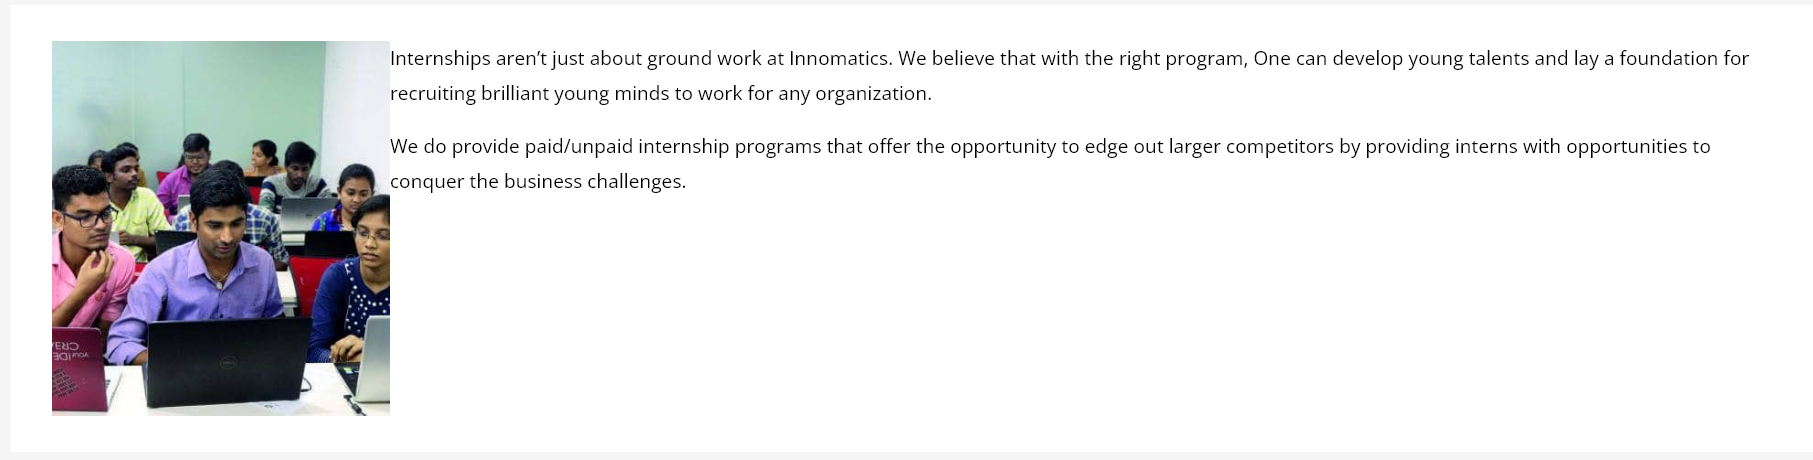 Internships aren’t just about ground work at Innomatics. We believe that with the right program, One can develop young talents and lay a foundation for
recruiting brilliant young minds to work for any organization.
We do provide paid/unpaid internship programs that offer the opportunity to edge out larger competitors by providing interns with opportunities to
conquer the business challenges.